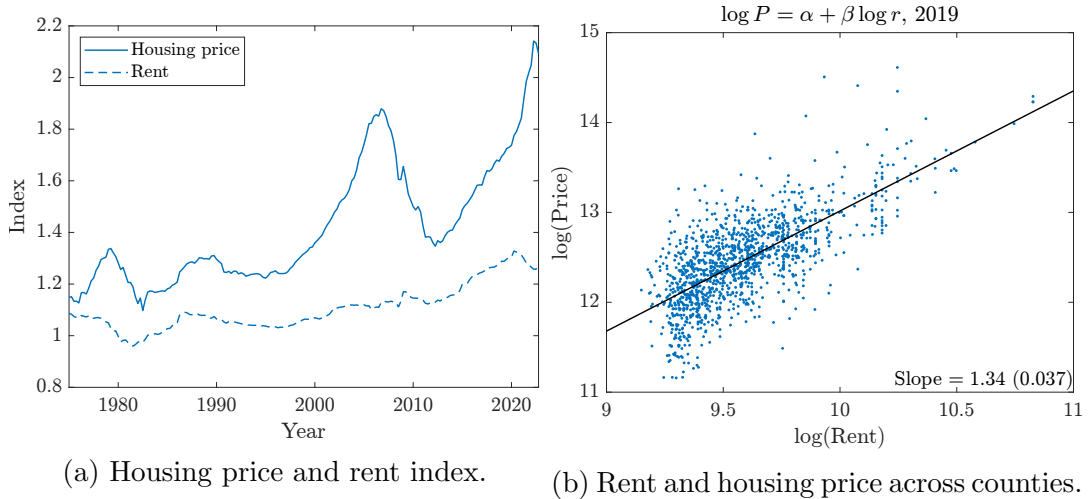 2.2
2
1.8
1.6
1.4
1.2
1
0.8
Index
Housing price
Rent
1980
1990
2000
2010
2020
Year
(a) Housing price and rent index.
log P = α + β log r, 2019
15
14
13
12
11
log(Price)
Slope = 1.34 (0.037)
9
9.5
10
10.5
11
log(Rent)
(b) Rent and housing price across counties.